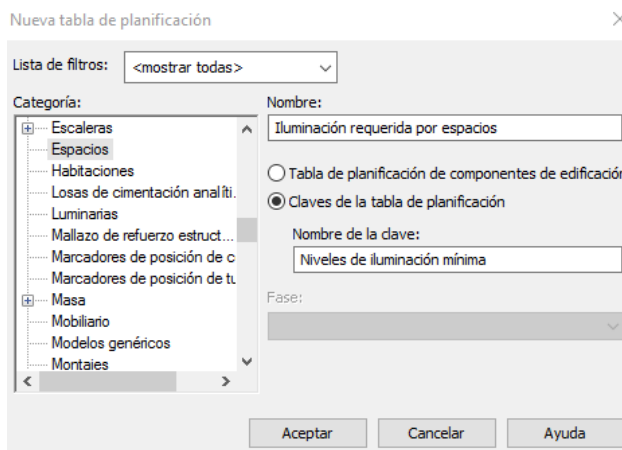 Nueva tabla de planificación
Lista de filtros:
<mostrar todas>
Categoría:
Escaleras
Espacios
Habitaciones
Losas de cimentación analíti.
Luminarias
Mallazo de refuerzo estruct...
Marcadores de posición de c
Marcadores de posición de tu
Masa
Mobiliario
Modelos genéricos
Montajes
Nombre:
Iluminación requerida por espacios
Tabla de planificación de componentes de edificación
Claves de la tabla de planificación
Nombre de la clave:
Niveles de iluminación mínima
Fase:
Aceptar
Cancelar
Ayuda